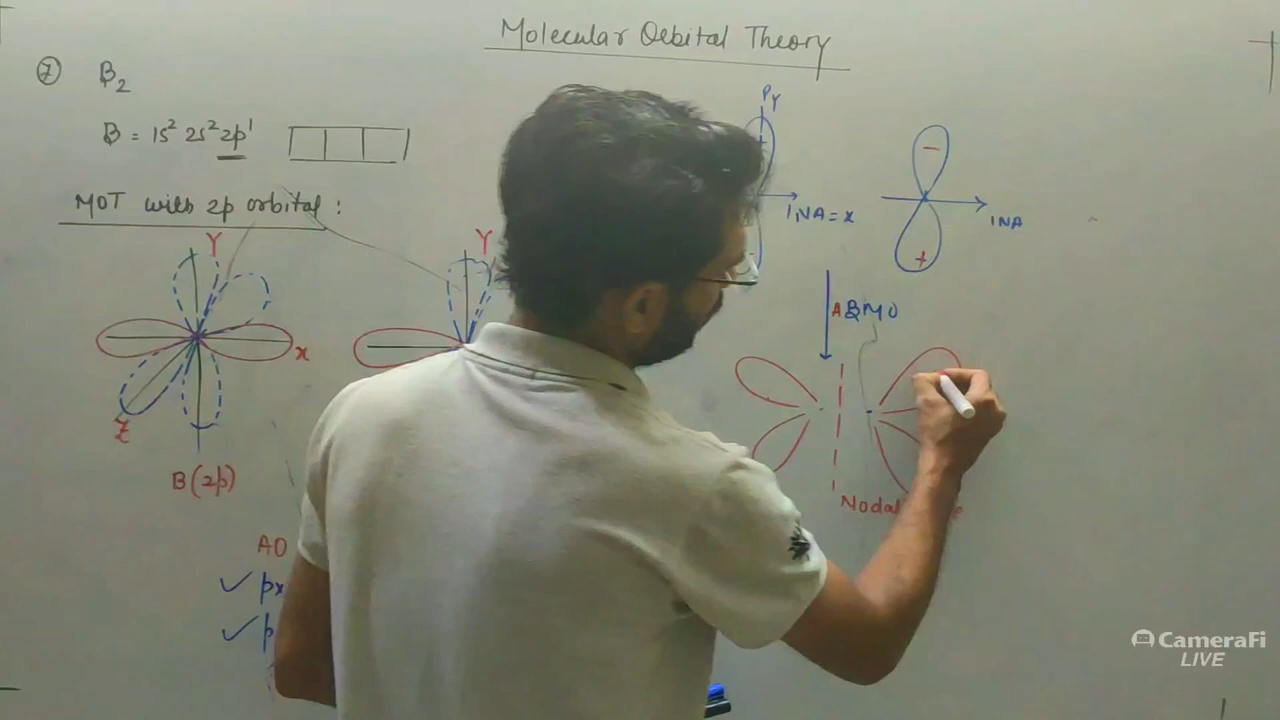 Molecular Orbital Theory
⑦ B₂
B = 1s² 2s² 2p¹
MOT with 2p orbital :
Y
x
Z
B(2p)
Y
PY
INA = x
−
+
INA
ABMO
Nodal
AO
✓ px
✓ p
CameraFi
LIVE